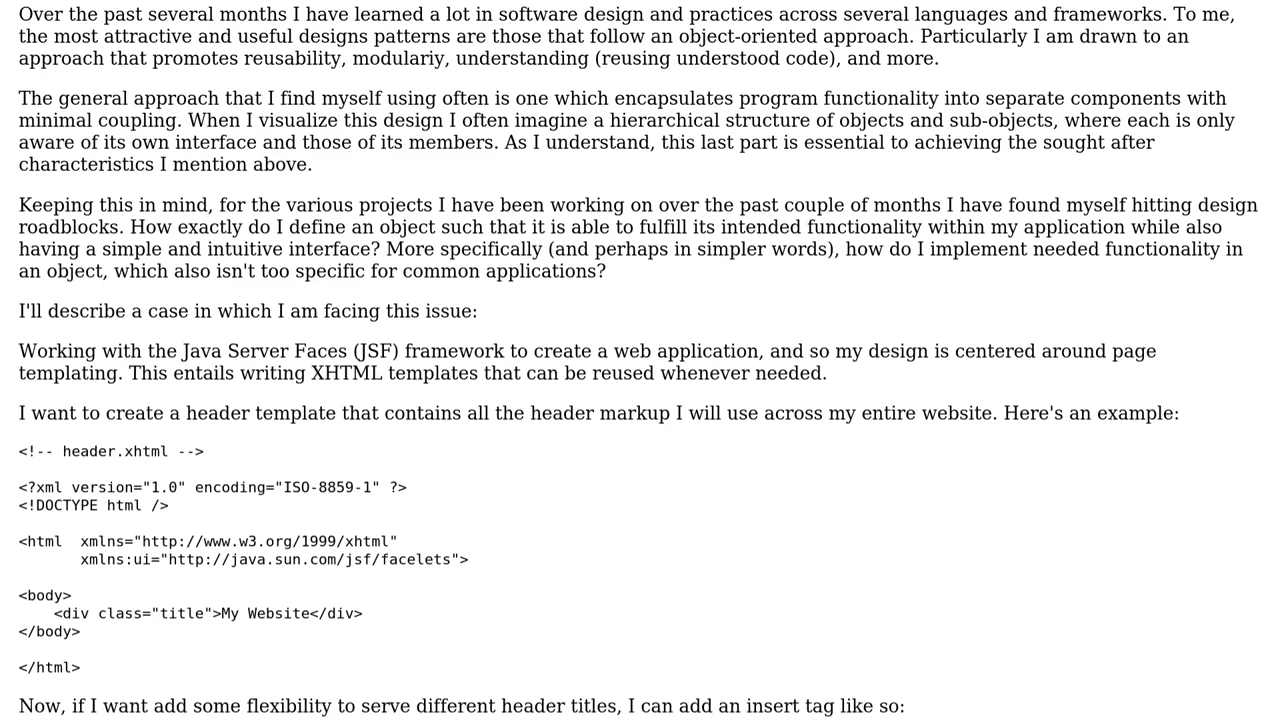 Over the past several months I have learned a lot in software design and practices across several languages and frameworks. To me,
the most attractive and useful designs patterns are those that follow an object-oriented approach. Particularly I am drawn to an
approach that promotes reusability, modulariy, understanding (reusing understood code), and more.
The general approach that I find myself using often is one which encapsulates program functionality into separate components with
minimal coupling. When I visualize this design I often imagine a hierarchical structure of objects and sub-objects, where each is only
aware of its own interface and those of its members. As I understand, this last part is essential to achieving the sought after
characteristics I mention above.
Keeping this in mind, for the various projects I have been working on over the past couple of months I have found myself hitting design
roadblocks. How exactly do I define an object such that it is able to fulfill its intended functionality within my application while also
having a simple and intuitive interface? More specifically (and perhaps in simpler words), how do I implement needed functionality in
an object, which also isn't too specific for common applications?
I'll describe a case in which I am facing this issue:
Working with the Java Server Faces (JSF) framework to create a web application, and so my design is centered around page
templating. This entails writing XHTML templates that can be reused whenever needed.
I want to create a header template that contains all the header markup I will use across my entire website. Here's an example:
<!-- header.xhtml -->
<?xml version="1.0" encoding="ISO-8859-1" ?>
<!DOCTYPE html />
<html  xmlns="http://www.w3.org/1999/xhtml"
       xmlns:ui="http://java.sun.com/jsf/facelets">
<body>
    <div class="title">My Website</div>
</body>
</html>
Now, if I want add some flexibility to serve different header titles, I can add an insert tag like so: